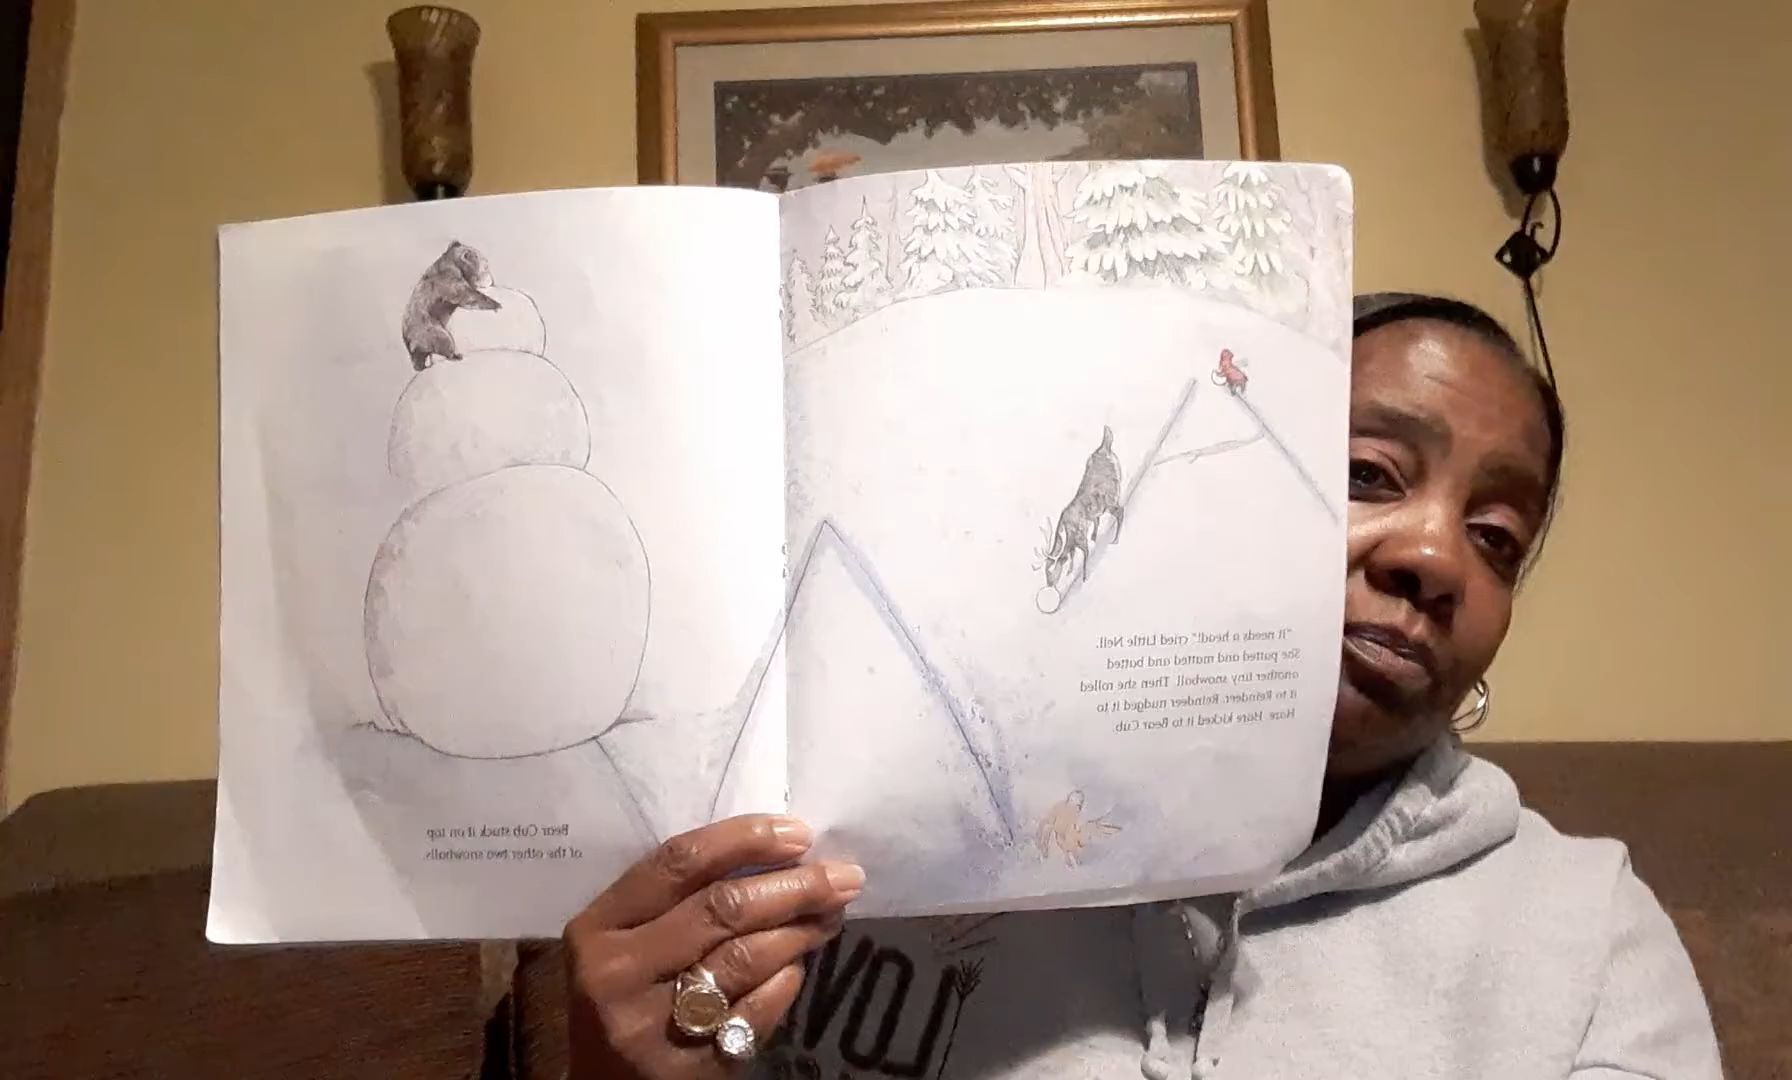 "It needs a head!" cried Little Nell.
She patted and matted and batted
another tiny snowball. Then she rolled
it to Reindeer. Reindeer nudged it to
Hare. Hare kicked it to Bear Cub.
Bear Cub stuck it on top
of the other two snowballs.
LOV